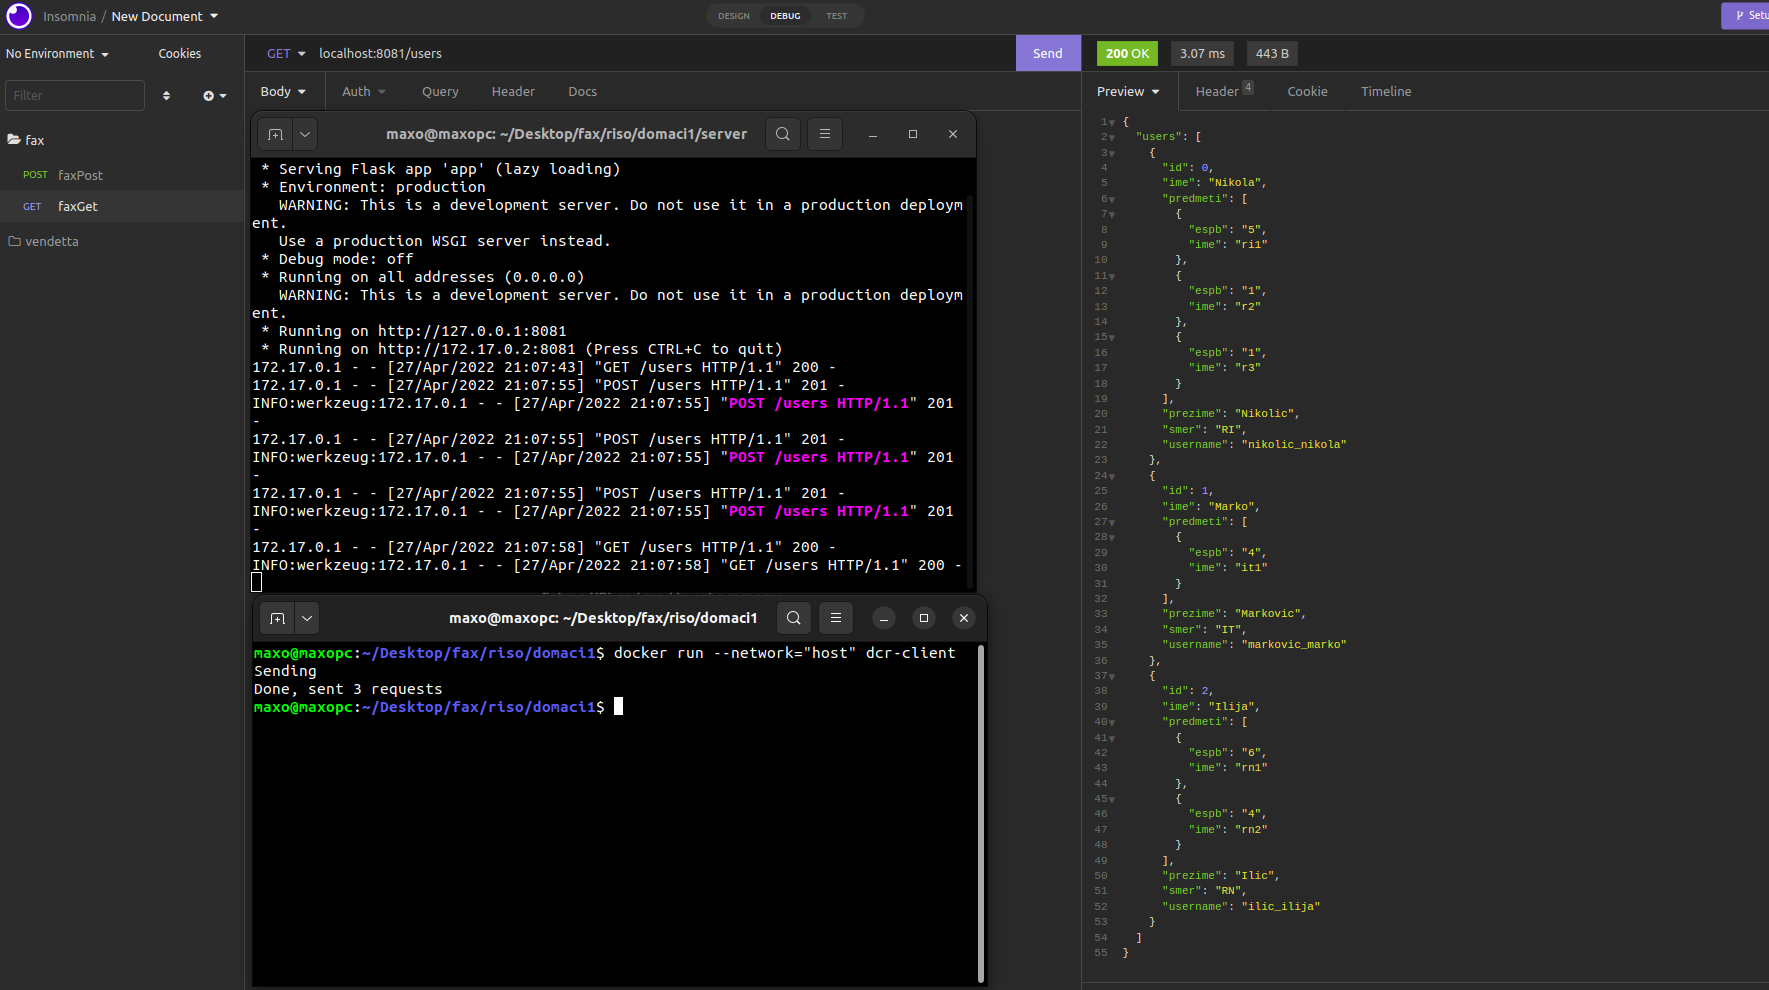 Insomnia / New Document
DESIGN DEBUG TEST
Setu
No Environment Cookies
GET localhost:8081/users Send
200 OK 3.07 ms 443 B
Filter
Body Auth Query Header Docs
Preview Header 4 Cookie Timeline
fax
POST faxPost
GET faxGet
vendetta
maxo@maxopc: ~/Desktop/fax/riso/domaci1/server
* Serving Flask app 'app' (lazy loading)
* Environment: production
WARNING: This is a development server. Do not use it in a production deploym
ent.
Use a production WSGI server instead.
* Debug mode: off
* Running on all addresses (0.0.0.0)
WARNING: This is a development server. Do not use it in a production deploym
ent.
* Running on http://127.0.0.1:8081
* Running on http://172.17.0.2:8081 (Press CTRL+C to quit)
172.17.0.1 - - [27/Apr/2022 21:07:43] "GET /users HTTP/1.1" 200 -
172.17.0.1 - - [27/Apr/2022 21:07:55] "POST /users HTTP/1.1" 201 -
INFO:werkzeug:172.17.0.1 - - [27/Apr/2022 21:07:55] "POST /users HTTP/1.1" 201
-
172.17.0.1 - - [27/Apr/2022 21:07:55] "POST /users HTTP/1.1" 201 -
INFO:werkzeug:172.17.0.1 - - [27/Apr/2022 21:07:55] "POST /users HTTP/1.1" 201
-
172.17.0.1 - - [27/Apr/2022 21:07:55] "POST /users HTTP/1.1" 201 -
INFO:werkzeug:172.17.0.1 - - [27/Apr/2022 21:07:55] "POST /users HTTP/1.1" 201
-
172.17.0.1 - - [27/Apr/2022 21:07:58] "GET /users HTTP/1.1" 200 -
INFO:werkzeug:172.17.0.1 - - [27/Apr/2022 21:07:58] "GET /users HTTP/1.1" 200 -
maxo@maxopc: ~/Desktop/fax/riso/domaci1
maxo@maxopc:~/Desktop/fax/riso/domaci1$ docker run --network="host" dcr-client
Sending
Done, sent 3 requests
maxo@maxopc:~/Desktop/fax/riso/domaci1$
1 {
2 "users": [
3 {
4 "id": 0,
5 "ime": "Nikola",
6 "predmeti": [
7 {
8 "espb": "5",
9 "ime": "ri1"
10 },
11 {
12 "espb": "1",
13 "ime": "r2"
14 },
15 {
16 "espb": "1",
17 "ime": "r3"
18 }
19 ],
20 "prezime": "Nikolic",
21 "smer": "RI",
22 "username": "nikolic_nikola"
23 },
24 {
25 "id": 1,
26 "ime": "Marko",
27 "predmeti": [
28 {
29 "espb": "4",
30 "ime": "it1"
31 }
32 ],
33 "prezime": "Markovic",
34 "smer": "IT",
35 "username": "markovic_marko"
36 },
37 {
38 "id": 2,
39 "ime": "Ilija",
40 "predmeti": [
41 {
42 "espb": "6",
43 "ime": "rn1"
44 },
45 {
46 "espb": "4",
47 "ime": "rn2"
48 }
49 ],
50 "prezime": "Ilic",
51 "smer": "RN",
52 "username": "ilic_ilija"
53 }
54 ]
55 }